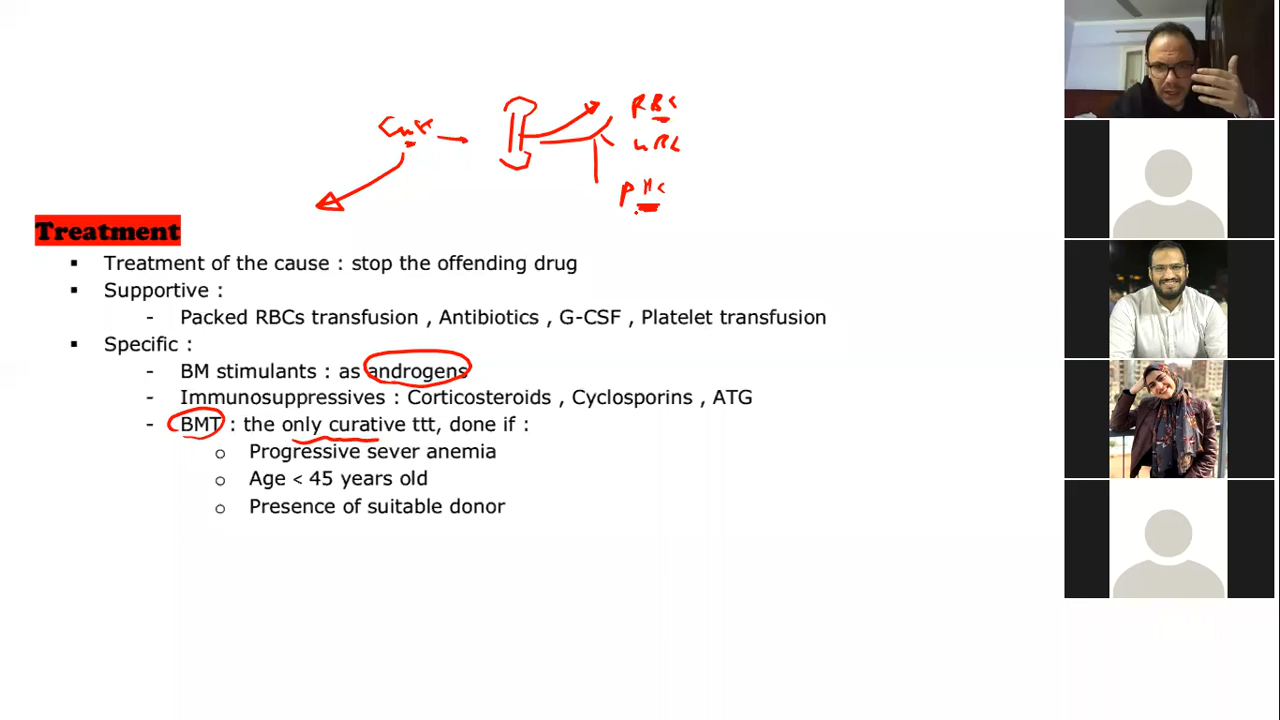 RBC
WBC
Treatment
▪ Treatment of the cause : stop the offending drug
▪ Supportive :
- Packed RBCs transfusion , Antibiotics , G-CSF , Platelet transfusion
▪ Specific :
- BM stimulants : as androgens
- Immunosuppressives : Corticosteroids , Cyclosporins , ATG
- BMT : the only curative ttt, done if :
o Progressive sever anemia
o Age < 45 years old
o Presence of suitable donor